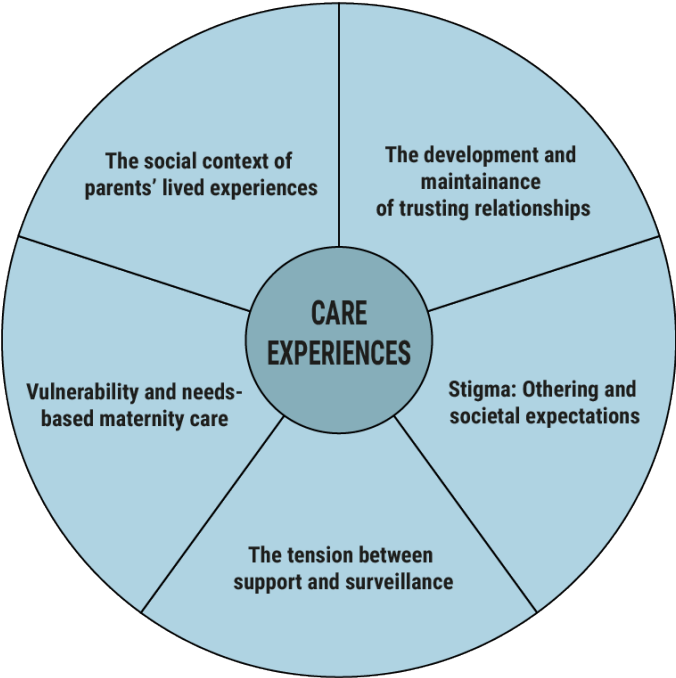 The social context of
parents’ lived experiences
The development and
maintainance
of trusting relationships
CARE
EXPERIENCES
Vulnerability and needs-
based maternity care
Stigma: Othering and
societal expectations
The tension between
support and surveillance